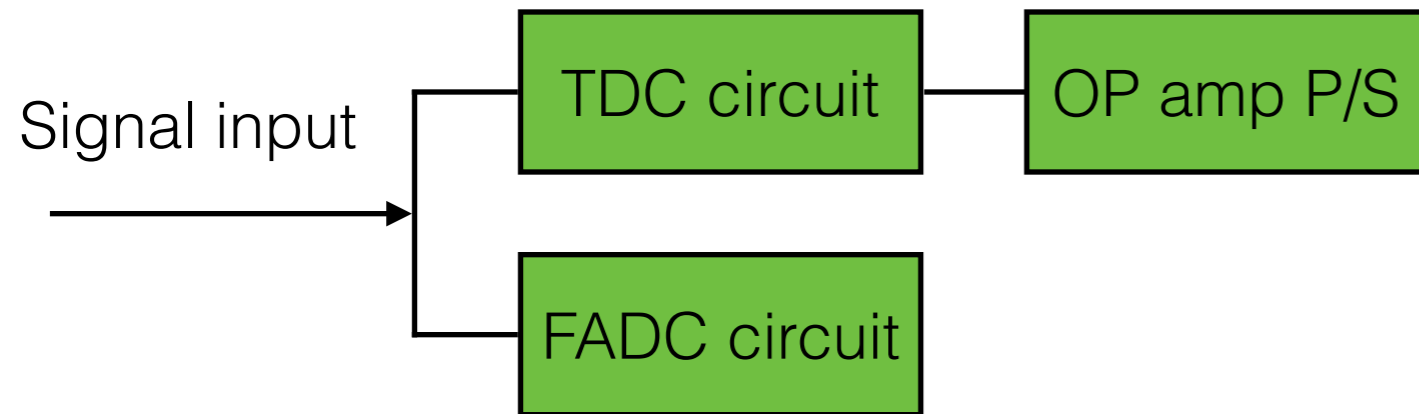 Signal input
TDC circuit
OP amp P/S
FADC circuit